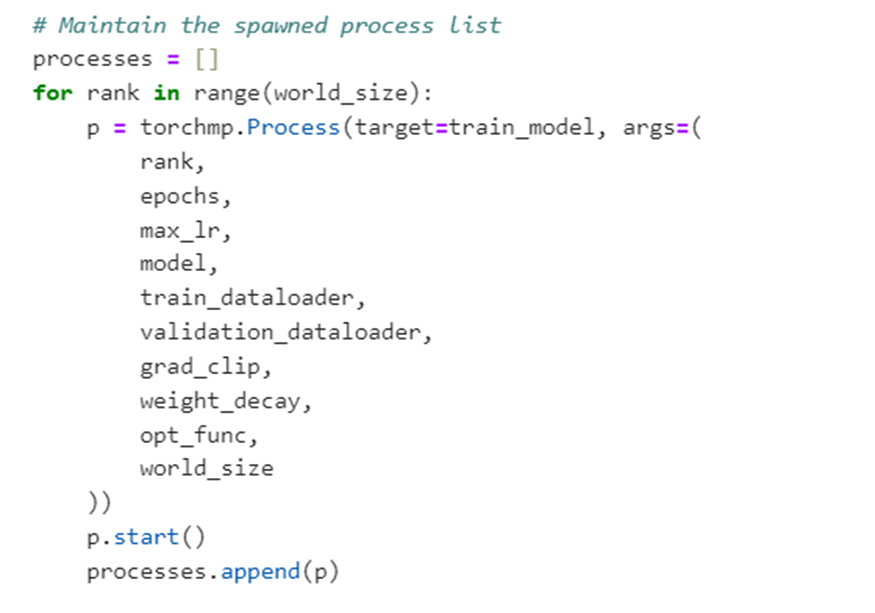 # Maintain the spawned process list
processes = []
for rank in range(world_size):
    p = torchmp.Process(target=train_model, args=(
        rank,
        epochs,
        max_lr,
        model,
        train_dataloader,
        validation_dataloader,
        grad_clip,
        weight_decay,
        opt_func,
        world_size
    ))
    p.start()
    processes.append(p)